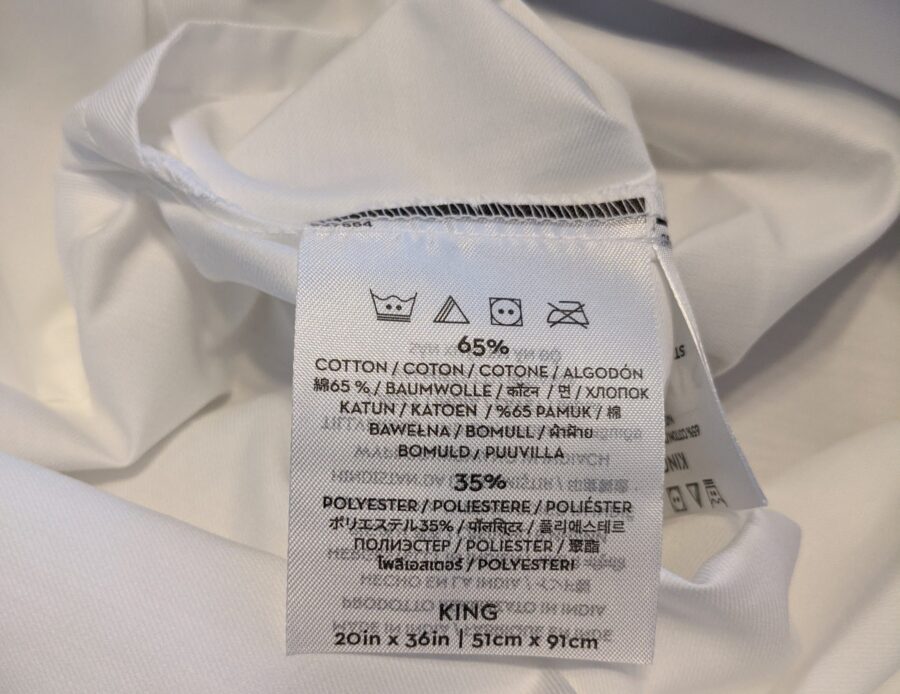 65%
COTTON / COTON / COTONE / ALGODÓN
綿65 % / BAUMWOLLE / कॉटन / 면 / ХЛОПОК
KATUN / KATOEN / %65 PAMUK / 棉
BAWEŁNA / BOMULL / ผ้าฝ้าย
BOMULD / PUUVILLA
35%
POLYESTER / POLIESTERE / POLIÉSTER
ポリエステル35% / पॉलिएस्टर / 폴리에스테르
ПОЛИЭСТЕР / POLIESTER / 聚酯
โพลีเอสเตอร์ / POLYESTERI
KING
20in x 36in | 51cm x 91cm
KING